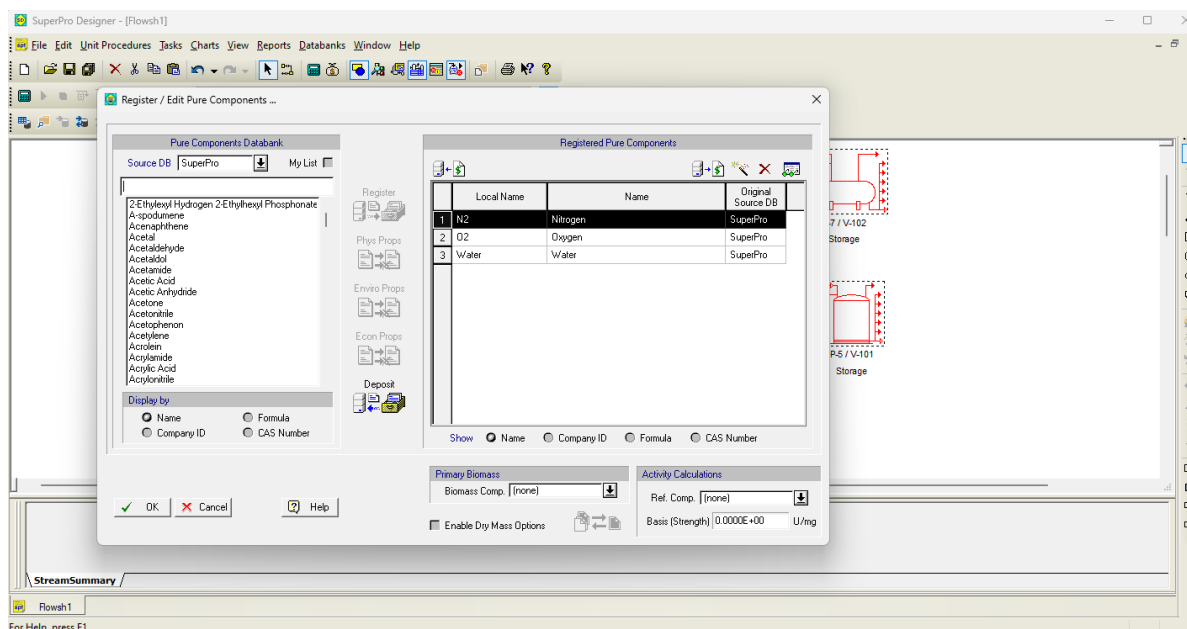 SuperPro Designer - [Flowsh1]
File Edit Unit Procedures Tasks Charts View Reports Databanks Window Help
Register / Edit Pure Components ...
Pure Components Databank
Source DB SuperPro My List
2-Ethylexyl Hydrogen 2-Ethylhexyl Phosphonate
A-spodumene
Acenaphthene
Acetal
Acetaldehyde
Acetaldol
Acetamide
Acetic Acid
Acetic Anhydride
Acetone
Acetonitrile
Acetophenon
Acetylene
Acrolein
Acrylamide
Acrylic Acid
Acrylonitrile
Display by
Name Formula
Company ID CAS Number
Register
Phys Props
Enviro Props
Econ Props
Deposit
Registered Pure Components
Local Name Name Original Source DB
1 N2 Nitrogen SuperPro
2 O2 Oxygen SuperPro
3 Water Water SuperPro
Show Name Company ID Formula CAS Number
Primary Biomass
Biomass Comp. (none)
Enable Dry Mass Options
Activity Calculations
Ref. Comp. (none)
Basis (Strength) 0.0000E+00 U/mg
OK Cancel Help
7 / V-102
Storage
P-5 / V-101
Storage
StreamSummary
Flowsh1
For Help, press F1